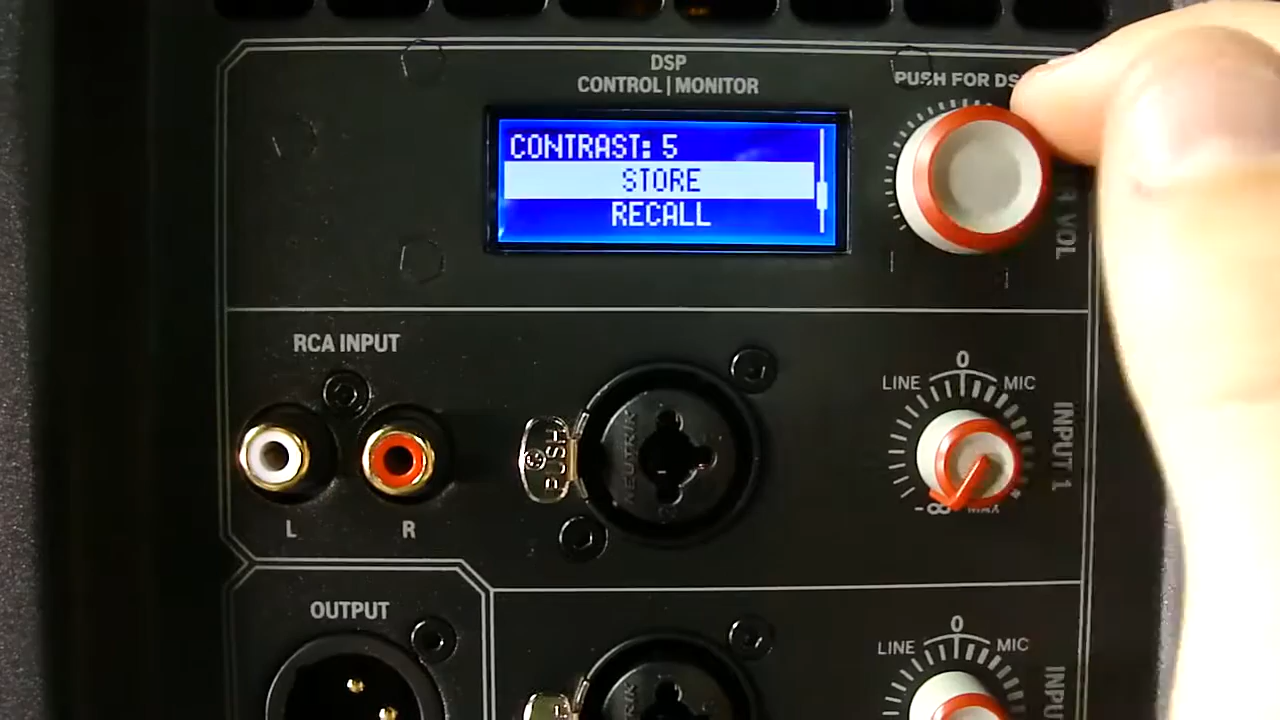 DSP
CONTROL | MONITOR
PUSH FOR
CONTRAST: 5
STORE
RECALL
VOL
RCA INPUT
L
R
PUSH
NEUTRIK
0
LINE
MIC
-∞
MAX
INPUT 1
OUTPUT
0
LINE
MIC